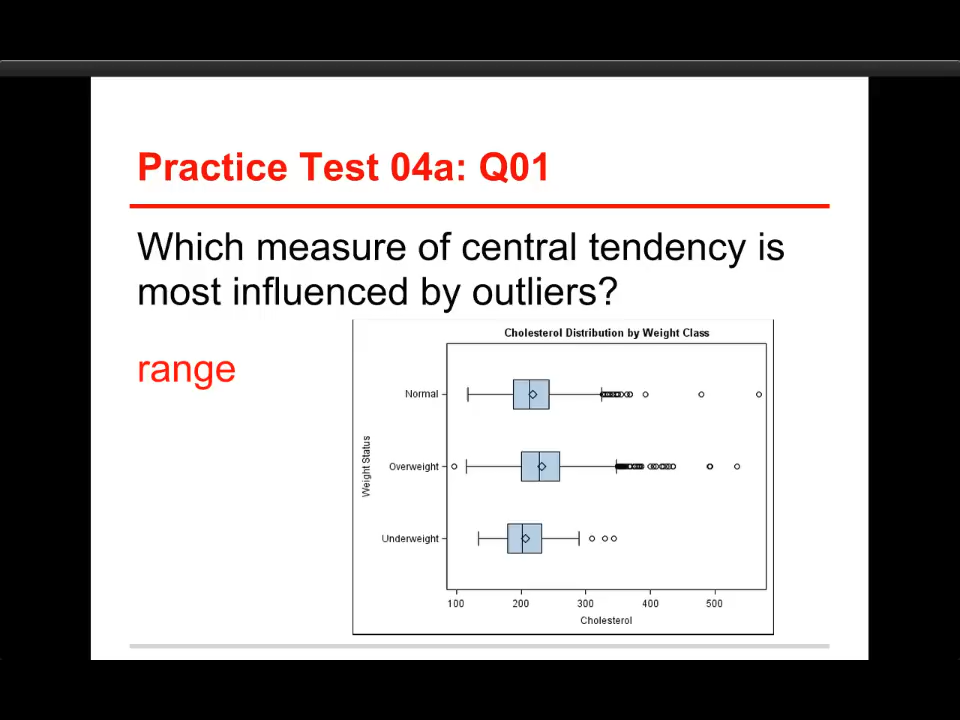 Practice Test 04a: Q01
Which measure of central tendency is
most influenced by outliers?
range
Cholesterol Distribution by Weight Class
Normal
Overweight
Underweight
Weight Status
100 200 300 400 500
Cholesterol